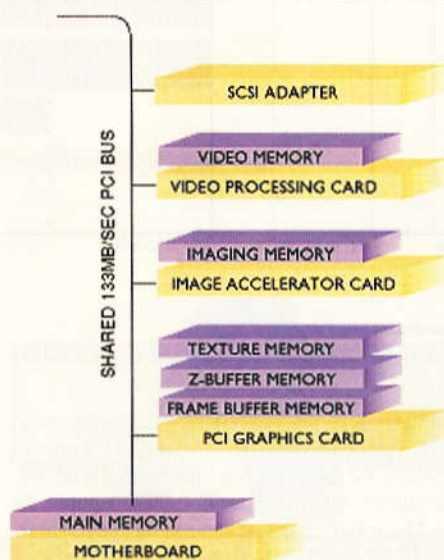 SHARED 133MB/SEC PCI BUS
SCSI ADAPTER
VIDEO MEMORY
VIDEO PROCESSING CARD
IMAGING MEMORY
IMAGE ACCELERATOR CARD
TEXTURE MEMORY
Z-BUFFER MEMORY
FRAME BUFFER MEMORY
PCI GRAPHICS CARD
MAIN MEMORY
MOTHERBOARD